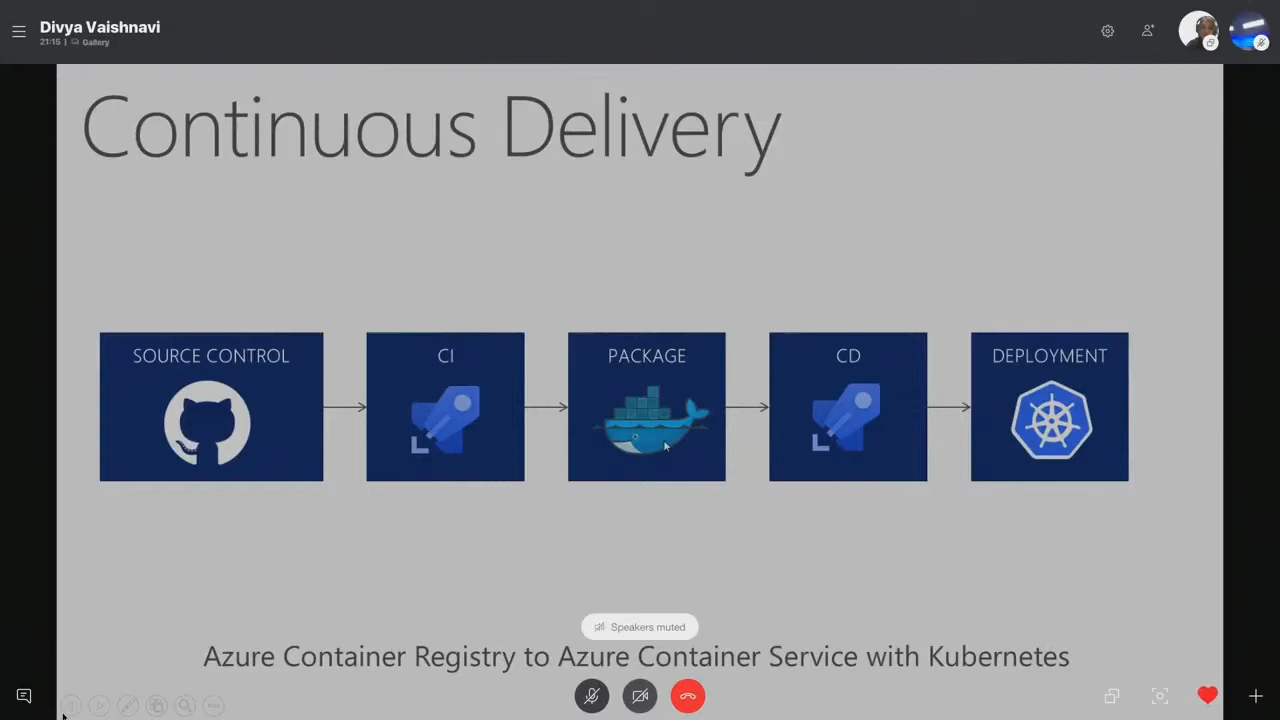 Divya Vaishnavi
21:15 | Gallery
Continuous Delivery
SOURCE CONTROL
CI
PACKAGE
CD
DEPLOYMENT
Speakers muted
Azure Container Registry to Azure Container Service with Kubernetes